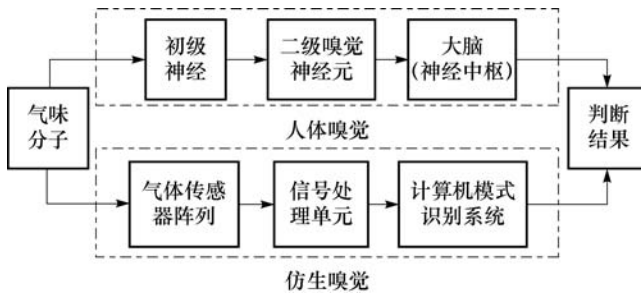 初级
神经
二级嗅觉
神经元
大脑
(神经中枢)
气味
分子
人体嗅觉
判断
结果
气体传感
器阵列
信号处
理单元
计算机模式
识别系统
仿生嗅觉